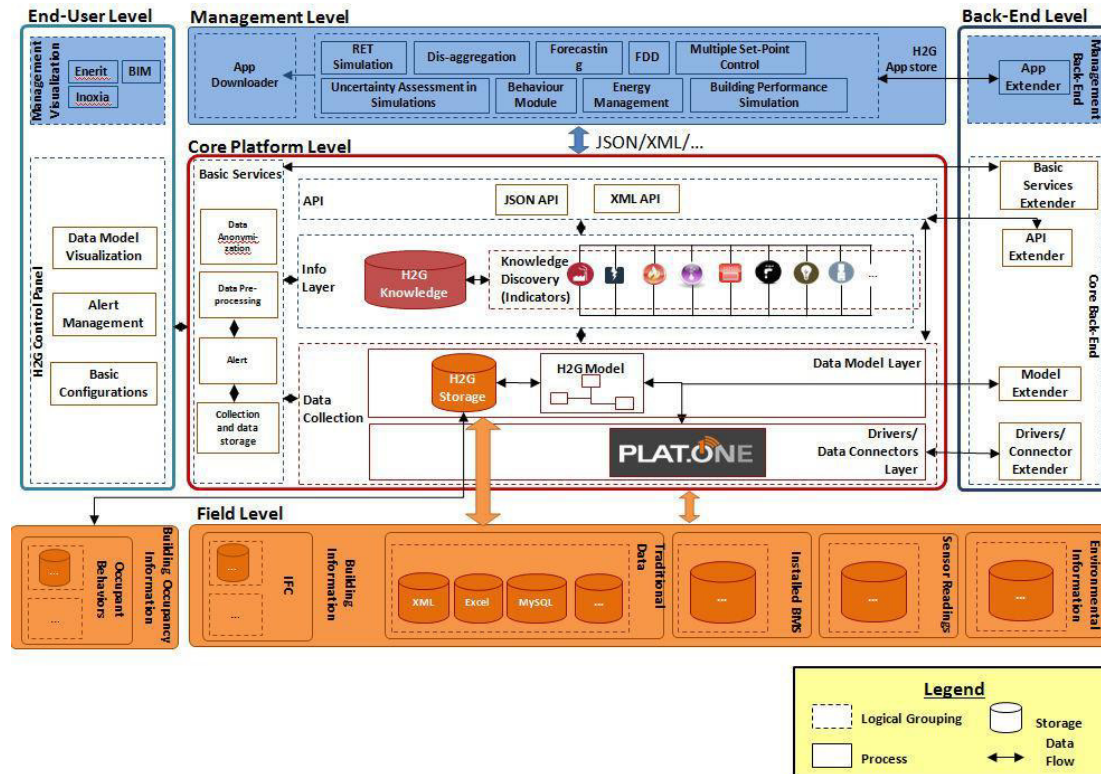 End-User Level
Management
Visualization
Enerit
BIM
Inoxia
H2G Control Panel
Data Model
Visualization
Alert
Management
Basic
Configurations
Management Level
App
Downloader
RET
Simulation
Dis-aggregation
Forecastin
g
FDD
Multiple Set-Point
Control
Uncertainty Assessment in
Simulations
Behaviour
Module
Energy
Management
Building Performance
Simulation
H2G
App store
JSON/XML/...
Back-End Level
App
Extender
Management
Back-End
Basic
Services
Extender
API
Extender
Model
Extender
Drivers/
Connector
Extender
Core Back-End
Core Platform Level
Basic Services
Data
Anonymi-
zation
Data Pre-
processing
Alert
Collection
and data
storage
API
JSON API
XML API
Info
Layer
H2G
Knowledge
Knowledge
Discovery
(Indicators)
...
Data
Collection
H2G
Storage
H2G Model
Data Model Layer
PLAT.ONE
Drivers/
Data Connectors
Layer
Field Level
...
...
Occupant
Behaviors
Building Occupancy
Information
...
...
IFC
Building
Information
XML
Excel
MySQL
...
Traditional
Data
...
Installed BMS
...
Sensor Readings
...
Environmental
Information
Legend
Logical Grouping
Storage
Process
Data
Flow